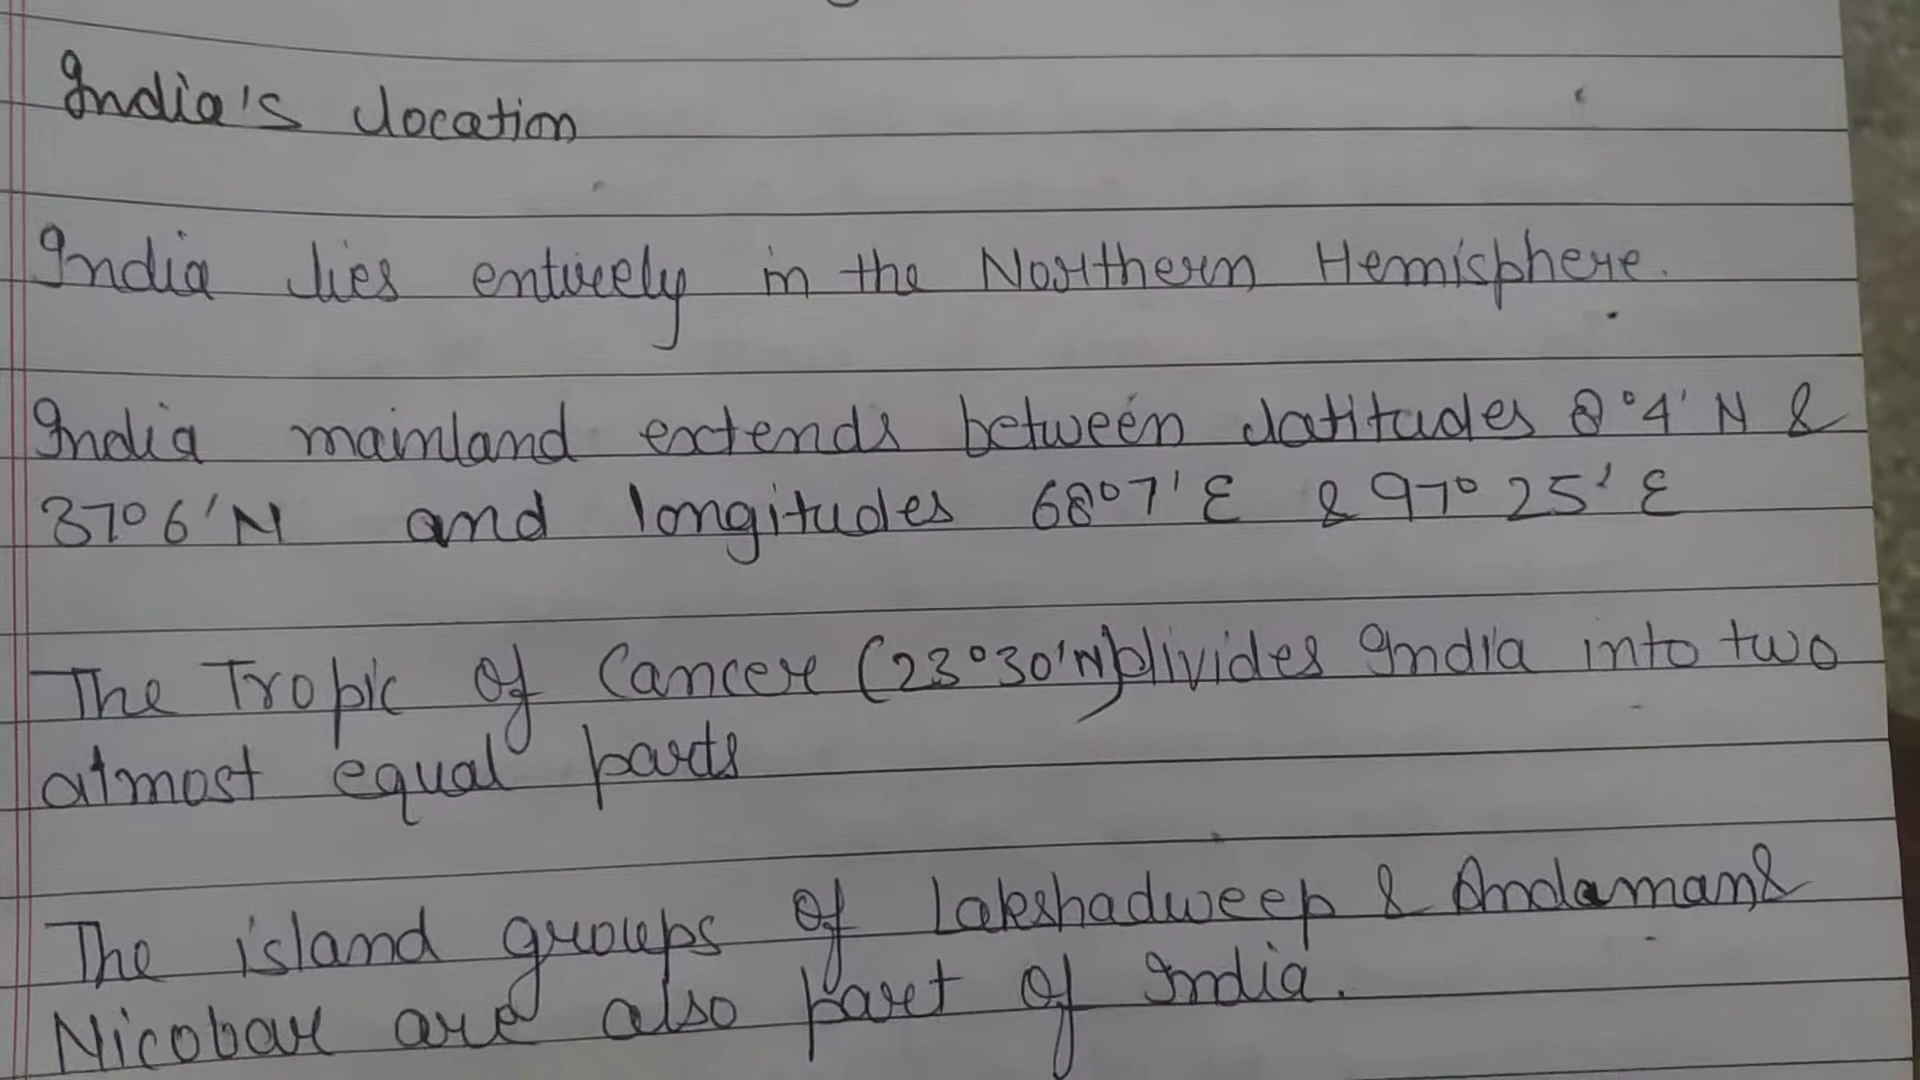 India's location
India lies entirely in the Northern Hemisphere.
India mainland extends between latitudes 8°4' N &
37°6'N and longitudes 68°7'E & 97°25'E
The Tropic of Cancer (23°30'N) divides India into two
almost equal parts
The island groups of Lakshadweep & Andaman &
Nicobar are also part of India.